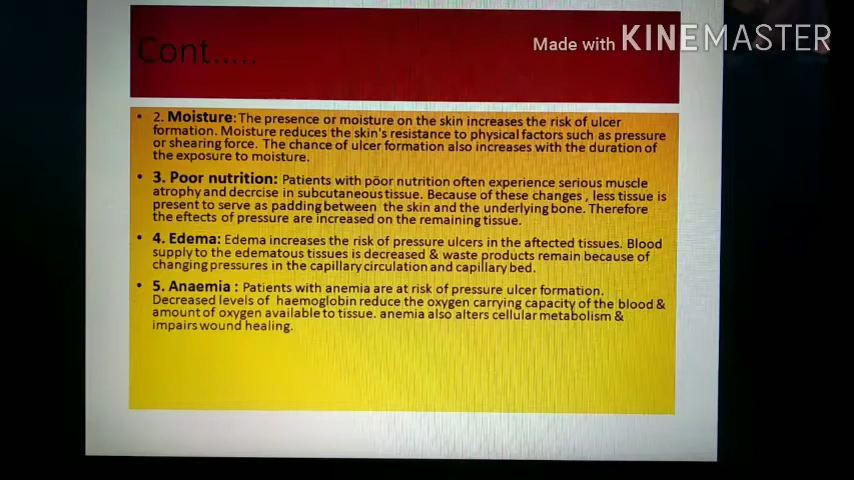 Made with KINEMASTER
Cont.....
• 2. Moisture: The presence or moisture on the skin increases the risk of ulcer
formation. Moisture reduces the skin's resistance to physical factors such as pressure
or shearing force. The chance of ulcer formation also increases with the duration of
the exposure to moisture.
• 3. Poor nutrition: Patients with pöor nutrition often experience serious muscle
atrophy and decrcise in subcutaneous tissue. Because of these changes , less tissue is
present to serve as padding between the skin and the underlying bone. Therefore
the eftects of pressure are increased on the remaining tissue.
• 4. Edema: Edema increases the risk of pressure ulcers in the aftected tissues. Blood
supply to the edematous tissues is decreased & waste products remain because of
changing pressures in the capillary circulation and capillary bed.
• 5. Anaemia : Patients with anemia are at risk of pressure ulcer formation.
Decreased levels of haemoglobin reduce the oxygen carrying capacity of the blood &
amount of oxygen available to tissue. anemia also alters cellular metabolism &
impairs wound healing.